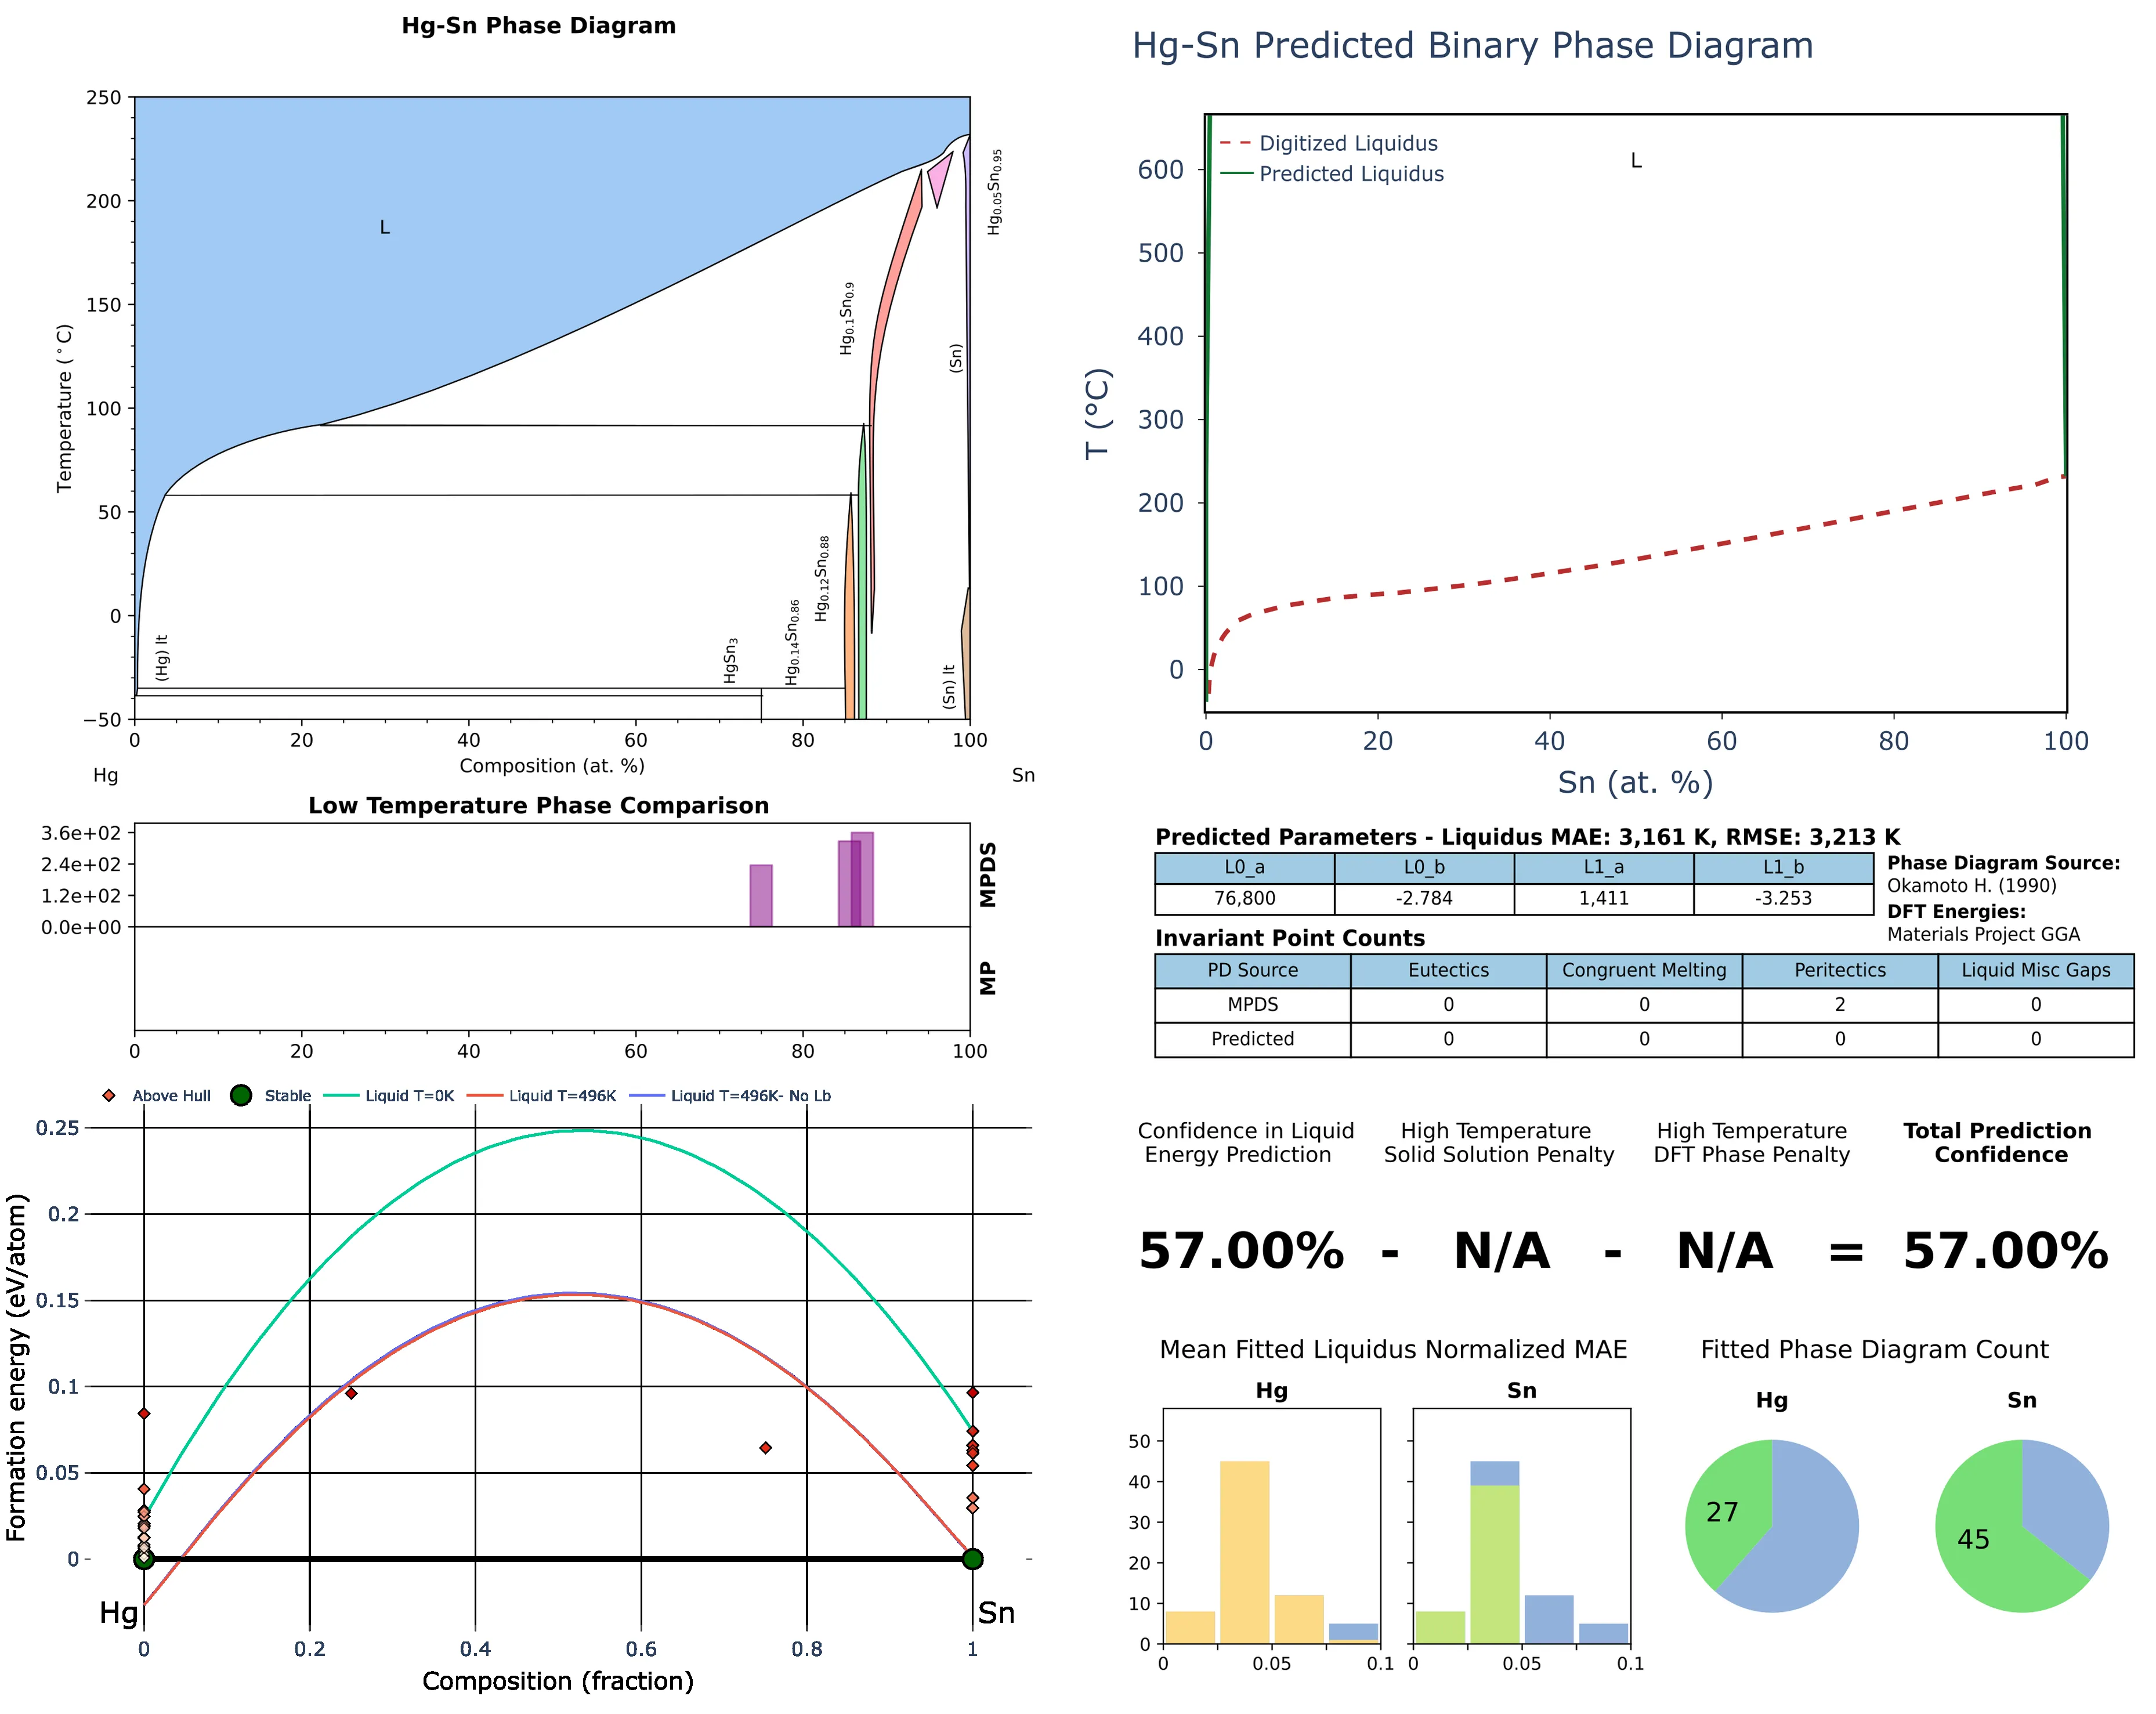 Hg-Sn Phase Diagram
250
200
150
100
50
0
−50
Temperature (°C)
L
(Hg) lt
HgSn3
Hg0.14Sn0.86
Hg0.12Sn0.88
Hg0.1Sn0.9
(Sn)
(Sn) lt
Hg0.05Sn0.95
0 20 40 60 80 100
Composition (at. %)
Hg Sn
Low Temperature Phase Comparison
3.6e+02
2.4e+02
1.2e+02
0.0e+00
MPDS
MP
0 20 40 60 80 100
Above Hull Stable Liquid T=0K Liquid T=496K Liquid T=496K- No Lb
0.25
0.2
0.15
0.1
0.05
0
Formation energy (eV/atom)
Hg Sn
0 0.2 0.4 0.6 0.8 1
Composition (fraction)
Hg-Sn Predicted Binary Phase Diagram
Digitized Liquidus
Predicted Liquidus
L
600
500
400
300
200
100
0
T (°C)
0 20 40 60 80 100
Sn (at. %)
Predicted Parameters - Liquidus MAE: 3,161 K, RMSE: 3,213 K
L0_a L0_b L1_a L1_b
76,800 -2.784 1,411 -3.253
Phase Diagram Source:
Okamoto H. (1990)
DFT Energies:
Materials Project GGA
Invariant Point Counts
PD Source Eutectics Congruent Melting Peritectics Liquid Misc Gaps
MPDS 0 0 2 0
Predicted 0 0 0 0
Confidence in Liquid
Energy Prediction
High Temperature
Solid Solution Penalty
High Temperature
DFT Phase Penalty
Total Prediction
Confidence
57.00% - N/A - N/A = 57.00%
Mean Fitted Liquidus Normalized MAE
Hg Sn
50
40
30
20
10
0
0 0.05 0.1 0 0.05 0.1
Fitted Phase Diagram Count
Hg Sn
27 45